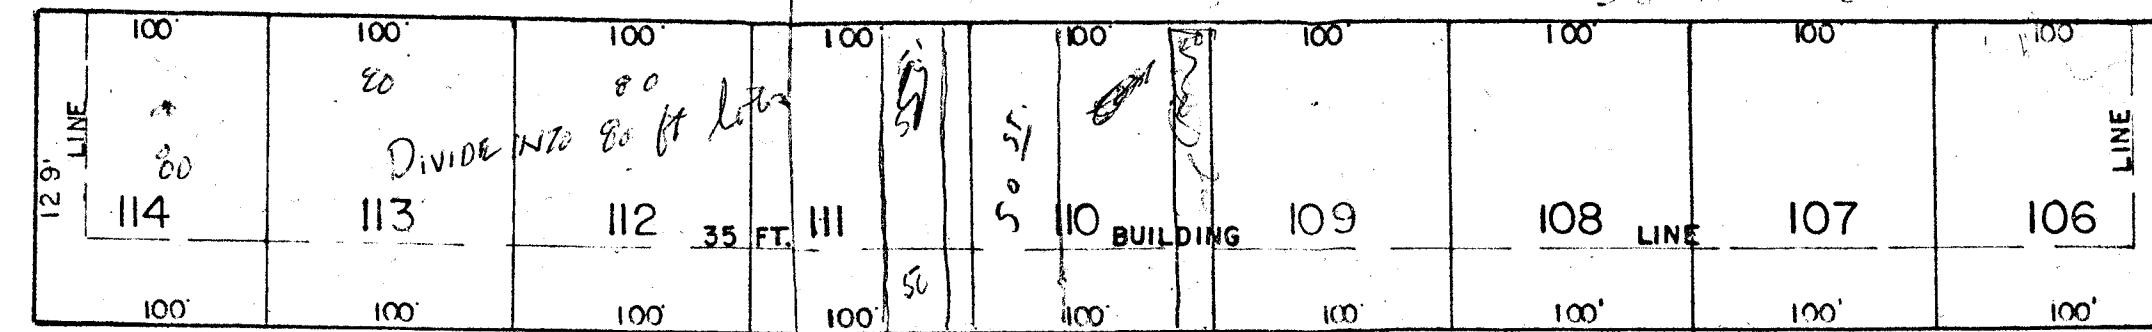 100' 100' 100' 100' 100' 100' 100' 100' 100'
80 80
80
DIVIDE INTO 80 ft lots
51
50
129' LINE
114 113 112 111 110 109 108 107 106
35 FT. BUILDING LINE
LINE
50
100' 100' 100' 100' 100' 100' 100' 100' 100'